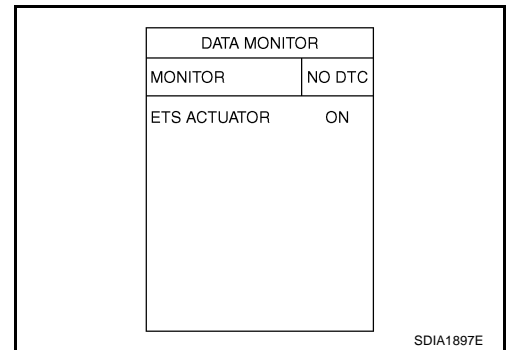 DATA MONITOR
MONITOR NO DTC
ETS ACTUATOR ON
SDIA1897E